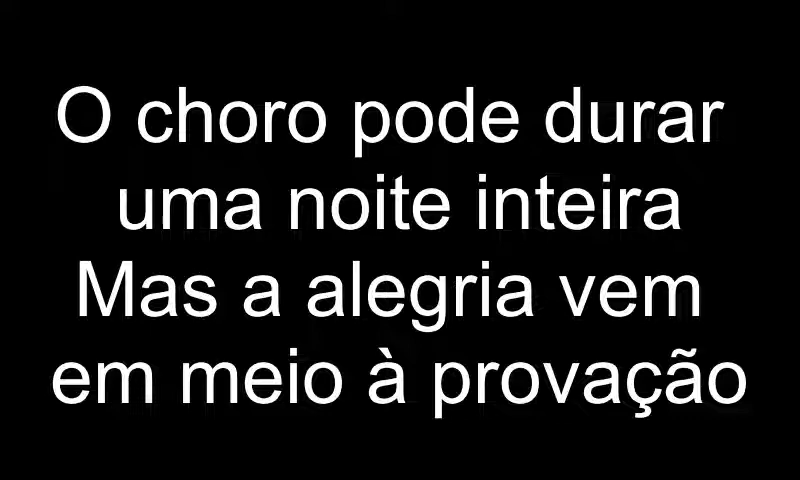 O choro pode durar
uma noite inteira
Mas a alegria vem
em meio à provação